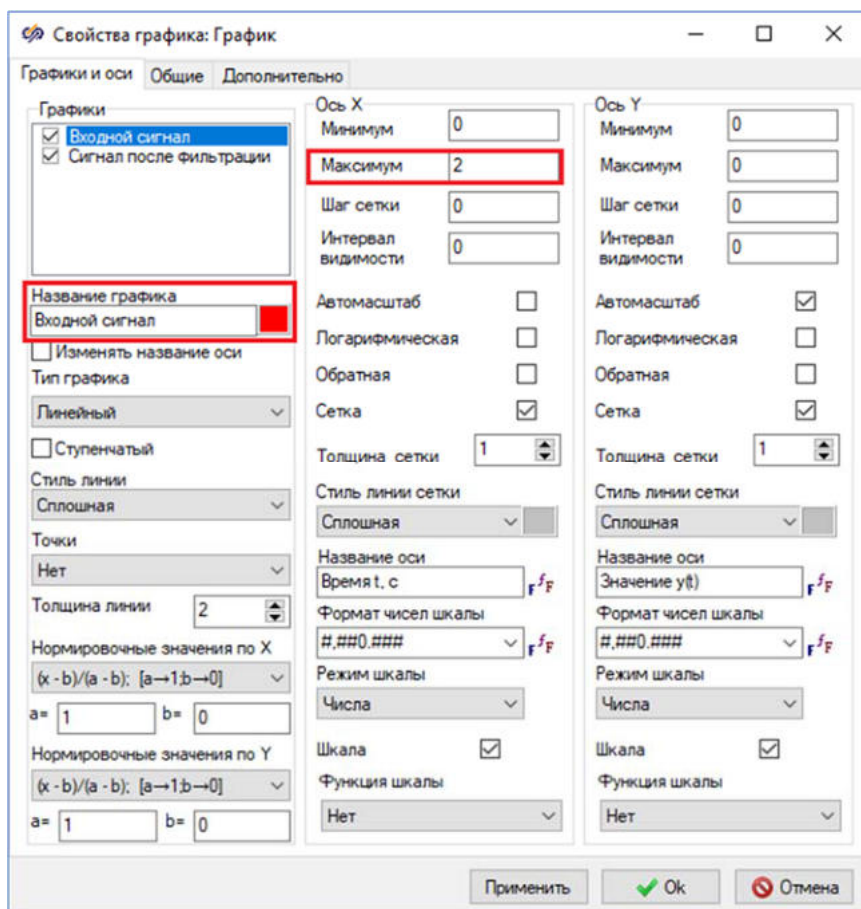 Свойства графика: График
Графики и оси
Общие
Дополнительно
Графики
Входной сигнал
Сигнал после фильтрации
Название графика
Входной сигнал
Изменять название оси
Тип графика
Линейный
Ступенчатый
Стиль линии
Сплошная
Точки
Нет
Толщина линии 2
Нормировочные значения по X
(x - b)/(a - b); [a→1;b→0]
a= 1 b= 0
Нормировочные значения по Y
(x - b)/(a - b); [a→1;b→0]
a= 1 b= 0
Ось X
Минимум 0
Максимум 2
Шаг сетки 0
Интервал
видимости 0
Автомасштаб
Логарифмическая
Обратная
Сетка
Толщина сетки 1
Стиль линии сетки
Сплошная
Название оси
Время t, с
Формат чисел шкалы
#,##0.###
Режим шкалы
Числа
Шкала
Функция шкалы
Нет
Ось Y
Минимум 0
Максимум 0
Шаг сетки 0
Интервал
видимости 0
Автомасштаб
Логарифмическая
Обратная
Сетка
Толщина сетки 1
Стиль линии сетки
Сплошная
Название оси
Значение y(t)
Формат чисел шкалы
#,##0.###
Режим шкалы
Числа
Шкала
Функция шкалы
Нет
Применить
Ok
Отмена